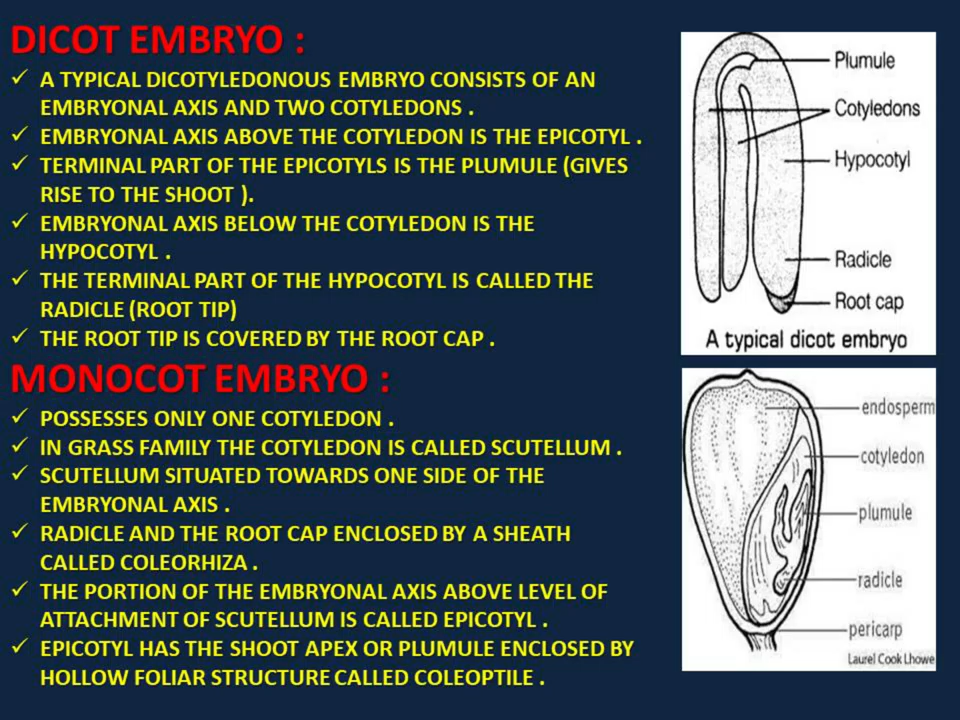 DICOT EMBRYO :
✓ A TYPICAL DICOTYLEDONOUS EMBRYO CONSISTS OF AN
EMBRYONAL AXIS AND TWO COTYLEDONS .
✓ EMBRYONAL AXIS ABOVE THE COTYLEDON IS THE EPICOTYL .
✓ TERMINAL PART OF THE EPICOTYLS IS THE PLUMULE (GIVES
RISE TO THE SHOOT ).
✓ EMBRYONAL AXIS BELOW THE COTYLEDON IS THE
HYPOCOTYL .
✓ THE TERMINAL PART OF THE HYPOCOTYL IS CALLED THE
RADICLE (ROOT TIP)
✓ THE ROOT TIP IS COVERED BY THE ROOT CAP .
MONOCOT EMBRYO :
✓ POSSESSES ONLY ONE COTYLEDON .
✓ IN GRASS FAMILY THE COTYLEDON IS CALLED SCUTELLUM .
✓ SCUTELLUM SITUATED TOWARDS ONE SIDE OF THE
EMBRYONAL AXIS .
✓ RADICLE AND THE ROOT CAP ENCLOSED BY A SHEATH
CALLED COLEORHIZA .
✓ THE PORTION OF THE EMBRYONAL AXIS ABOVE LEVEL OF
ATTACHMENT OF SCUTELLUM IS CALLED EPICOTYL .
✓ EPICOTYL HAS THE SHOOT APEX OR PLUMULE ENCLOSED BY
HOLLOW FOLIAR STRUCTURE CALLED COLEOPTILE .
Plumule
Cotyledons
Hypocotyl
Radicle
Root cap
A typical dicot embryo
endosperm
cotyledon
plumule
radicle
pericarp
Laurel Cook Lhowe